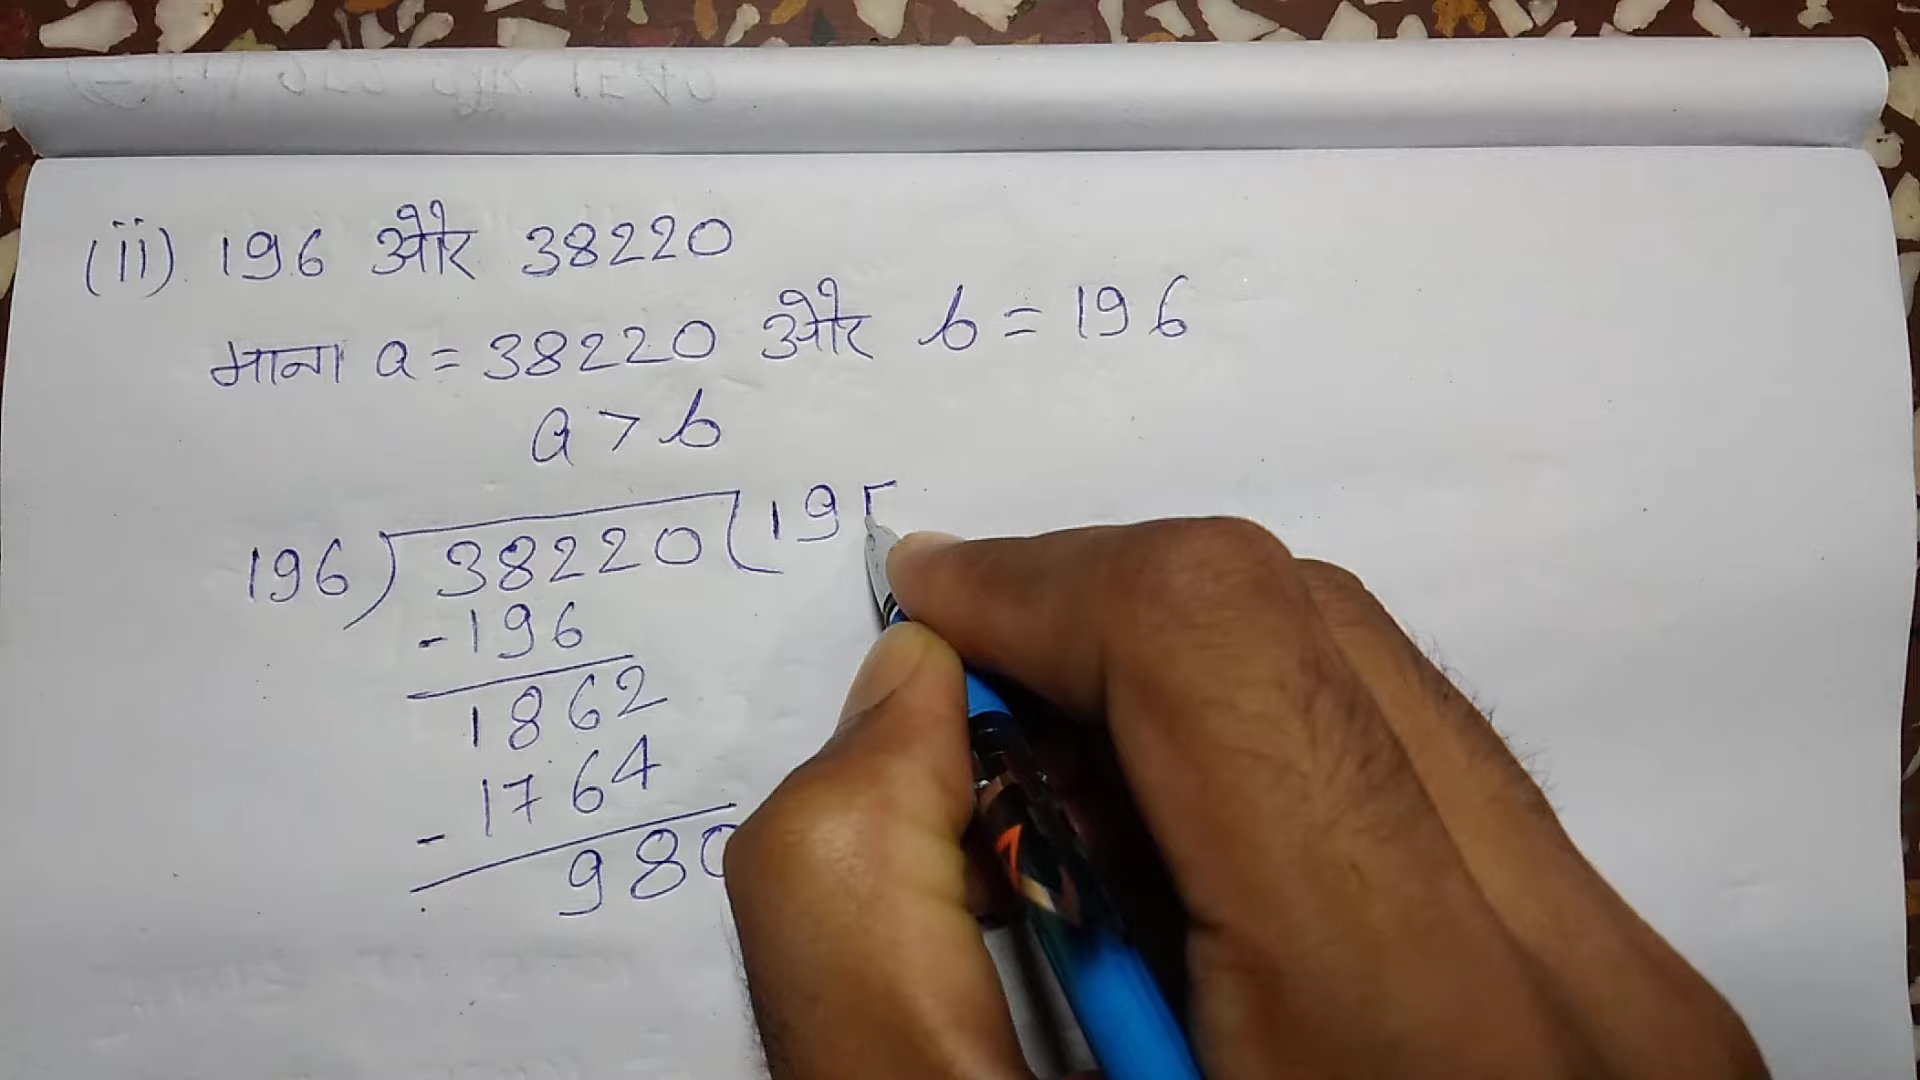 (ii) 196 और 38220
माना a = 38220 और b = 196
a > b
196 ) 38220 ( 195
- 196
1862
- 1764
980